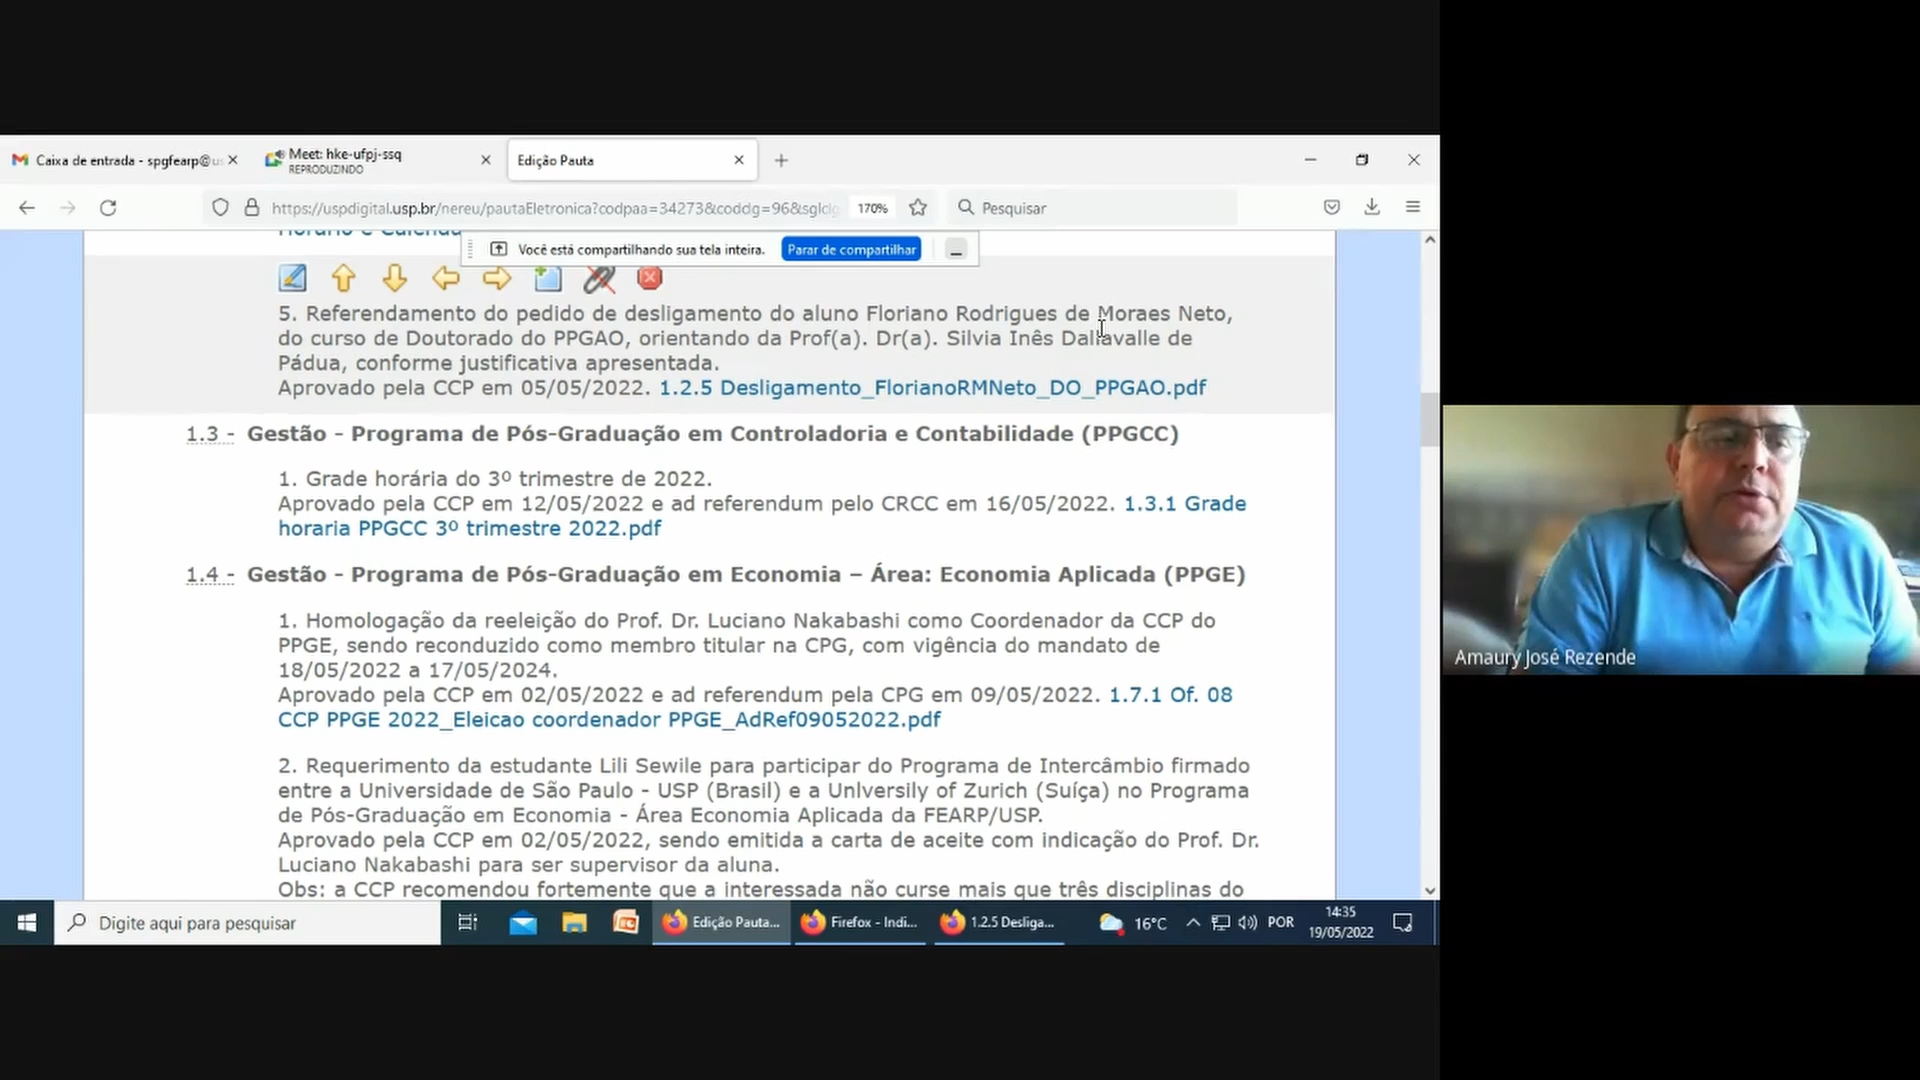 Caixa de entrada - spgfearp@u
Meet: hke-ufpj-ssq
REPRODUZINDO
Edição Pauta
https://uspdigital.usp.br/nereu/pautaEletronica?codpaa=34273&codclg=96&sglclg
170%
Pesquisar
Horário e Calenda
Você está compartilhando sua tela inteira.
Parar de compartilhar
5. Referendamento do pedido de desligamento do aluno Floriano Rodrigues de Moraes Neto,
do curso de Doutorado do PPGAO, orientando da Prof(a). Dr(a). Silvia Inês Dallavalle de
Pádua, conforme justificativa apresentada.
Aprovado pela CCP em 05/05/2022. 1.2.5 Desligamento_FlorianoRMNeto_DO_PPGAO.pdf
1.3 - Gestão - Programa de Pós-Graduação em Controladoria e Contabilidade (PPGCC)
1. Grade horária do 3º trimestre de 2022.
Aprovado pela CCP em 12/05/2022 e ad referendum pelo CRCC em 16/05/2022. 1.3.1 Grade
horaria PPGCC 3º trimestre 2022.pdf
1.4 - Gestão - Programa de Pós-Graduação em Economia – Área: Economia Aplicada (PPGE)
1. Homologação da reeleição do Prof. Dr. Luciano Nakabashi como Coordenador da CCP do
PPGE, sendo reconduzido como membro titular na CPG, com vigência do mandato de
18/05/2022 a 17/05/2024.
Aprovado pela CCP em 02/05/2022 e ad referendum pela CPG em 09/05/2022. 1.7.1 Of. 08
CCP PPGE 2022_Eleicao coordenador PPGE_AdRef09052022.pdf
2. Requerimento da estudante Lili Sewile para participar do Programa de Intercâmbio firmado
entre a Universidade de São Paulo - USP (Brasil) e a Unlversily of Zurich (Suíça) no Programa
de Pós-Graduação em Economia - Área Economia Aplicada da FEARP/USP.
Aprovado pela CCP em 02/05/2022, sendo emitida a carta de aceite com indicação do Prof. Dr.
Luciano Nakabashi para ser supervisor da aluna.
Obs: a CCP recomendou fortemente que a interessada não curse mais que três disciplinas do
Amaury José Rezende
Digite aqui para pesquisar
Edição Pauta...
Firefox - Indi...
1.2.5 Desliga...
16°C
POR
14:35
19/05/2022